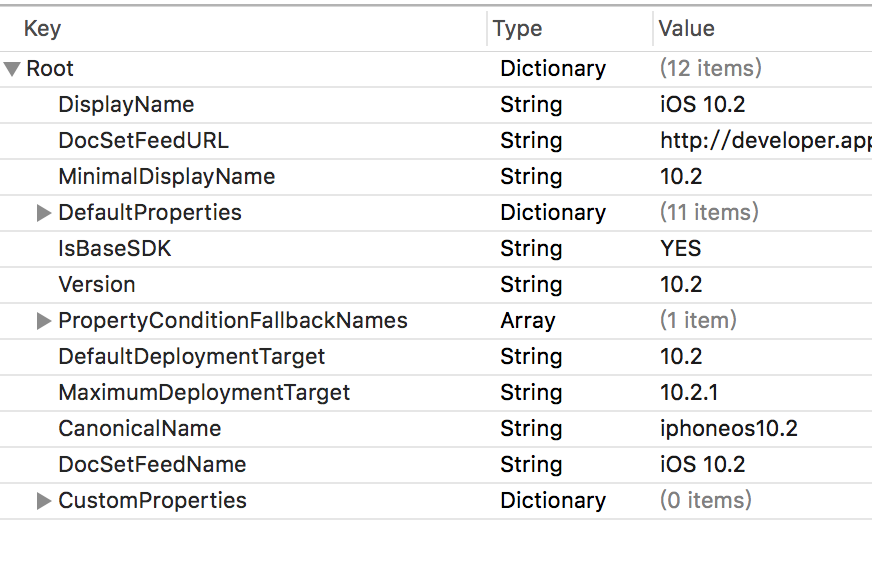 Key Type Value
Root Dictionary (12 items)
DisplayName String iOS 10.2
DocSetFeedURL String http://developer.app
MinimalDisplayName String 10.2
DefaultProperties Dictionary (11 items)
IsBaseSDK String YES
Version String 10.2
PropertyConditionFallbackNames Array (1 item)
DefaultDeploymentTarget String 10.2
MaximumDeploymentTarget String 10.2.1
CanonicalName String iphoneos10.2
DocSetFeedName String iOS 10.2
CustomProperties Dictionary (0 items)